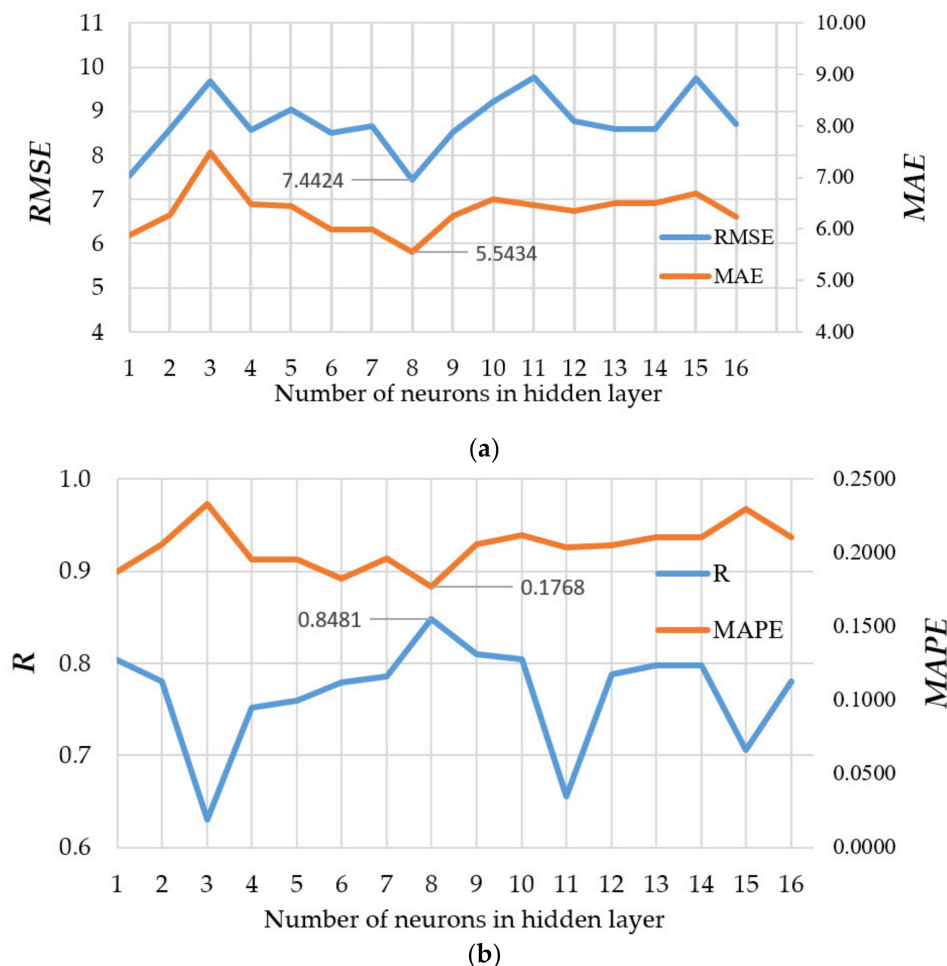 11
10
9
8
7
6
5
4
RMSE
10.00
9.00
8.00
7.00
6.00
5.00
4.00
MAE
7.4424
5.5434
RMSE
MAE
1 2 3 4 5 6 7 8 9 10 11 12 13 14 15 16
Number of neurons in hidden layer
(a)
1.0
0.9
0.8
0.7
0.6
R
0.2500
0.2000
0.1500
0.1000
0.0500
0.0000
MAPE
0.1768
0.8481
R
MAPE
1 2 3 4 5 6 7 8 9 10 11 12 13 14 15 16
Number of neurons in hidden layer
(b)